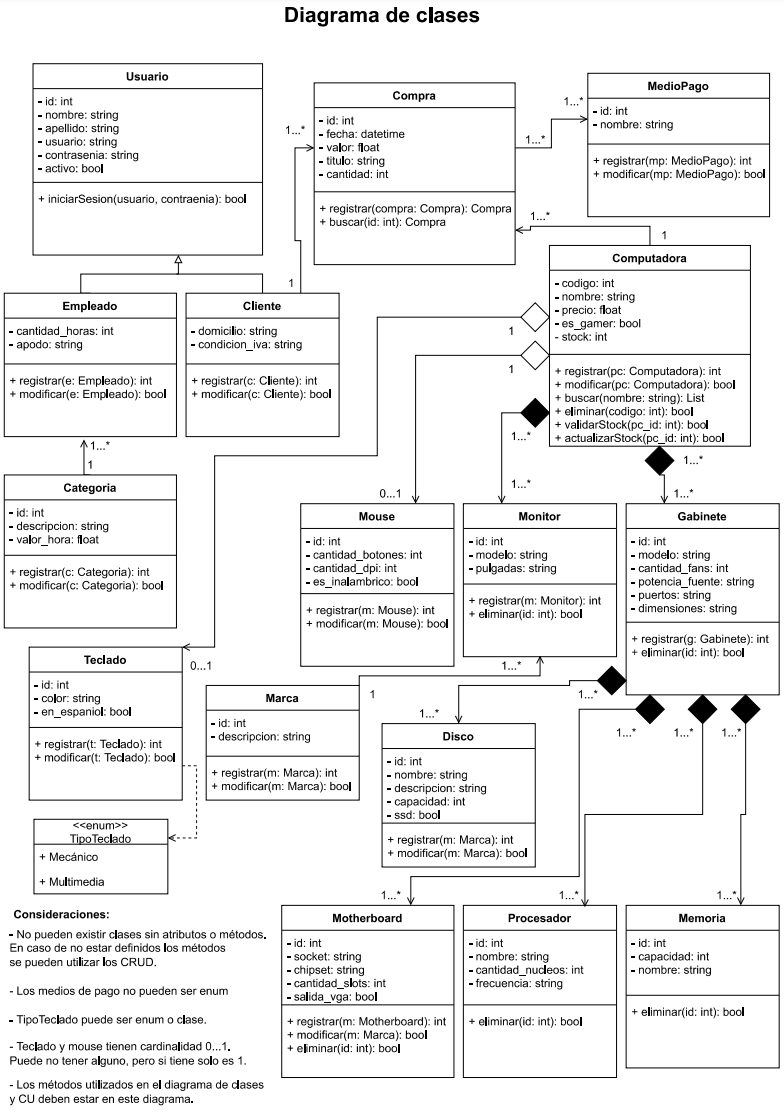 Diagrama de clases
Usuario
- id: int
- nombre: string
- apellido: string
- usuario: string
- contrasenia: string
- activo: bool
+ iniciarSesion(usuario, contraenia): bool
Compra
- id: int
- fecha: datetime
- valor: float
- titulo: string
- cantidad: int
+ registrar(compra: Compra): Compra
+ buscar(id: int): Compra
MedioPago
- id: int
- nombre: string
+ registrar(mp: MedioPago): int
+ modificar(mp: MedioPago): bool
1...*
1...*
1...*
1...*
1
1
Empleado
- cantidad_horas: int
- apodo: string
+ registrar(e: Empleado): int
+ modificar(e: Empleado): bool
Cliente
- domicilio: string
- condicion_iva: string
+ registrar(c: Cliente): int
+ modificar(c: Cliente): bool
Computadora
- codigo: int
- nombre: string
- precio: float
- es_gamer: bool
- stock: int
+ registrar(pc: Computadora): int
+ modificar(pc: Computadora): bool
+ buscar(nombre: string): List
+ eliminar(codigo: int): bool
+ validarStock(pc_id: int): bool
+ actualizarStock(pc_id: int): bool
1
1
1...*
1...*
1...*
1...*
1...*
1
0...1
Categoria
- id: int
- descripcion: string
- valor_hora: float
+ registrar(c: Categoria): int
+ modificar(c: Categoria): bool
Mouse
- id: int
- cantidad_botones: int
- cantidad_dpi: int
- es_inalambrico: bool
+ registrar(m: Mouse): int
+ modificar(m: Mouse): bool
Monitor
- id: int
- modelo: string
- pulgadas: string
+ registrar(m: Monitor): int
+ eliminar(id: int): bool
Gabinete
- id: int
- modelo: string
- cantidad_fans: int
- potencia_fuente: string
- puertos: string
- dimensiones: string
+ registrar(g: Gabinete): int
+ eliminar(id: int): bool
0...1
Teclado
- id: int
- color: string
- en_espaniol: bool
+ registrar(t: Teclado): int
+ modificar(t: Teclado): bool
Marca
- id: int
- descripcion: string
+ registrar(m: Marca): int
+ modificar(m: Marca): bool
1
1...*
1...*
1...*
Disco
- id: int
- nombre: string
- descripcion: string
- capacidad: int
- ssd: bool
+ registrar(m: Marca): int
+ modificar(m: Marca): bool
1...*
1...*
1...*
<<enum>>
TipoTeclado
+ Mecánico
+ Multimedia
1...*
1...*
1...*
Motherboard
- id: int
- socket: string
- chipset: string
- cantidad_slots: int
- salida_vga: bool
+ registrar(m: Motherboard): int
+ modificar(m: Marca): bool
+ eliminar(id: int): bool
Procesador
- id: int
- nombre: string
- cantidad_nucleos: int
- frecuencia: string
+ eliminar(id: int): bool
Memoria
- id: int
- capacidad: int
- nombre: string
+ eliminar(id: int): bool
Consideraciones:
- No pueden existir clases sin atributos o métodos.
En caso de no estar definidos los métodos
se pueden utilizar los CRUD.
- Los medios de pago no pueden ser enum
- TipoTeclado puede ser enum o clase.
- Teclado y mouse tienen cardinalidad 0...1.
Puede no tener alguno, pero si tiene solo es 1.
- Los métodos utilizados en el diagrama de clases
y CU deben estar en este diagrama.